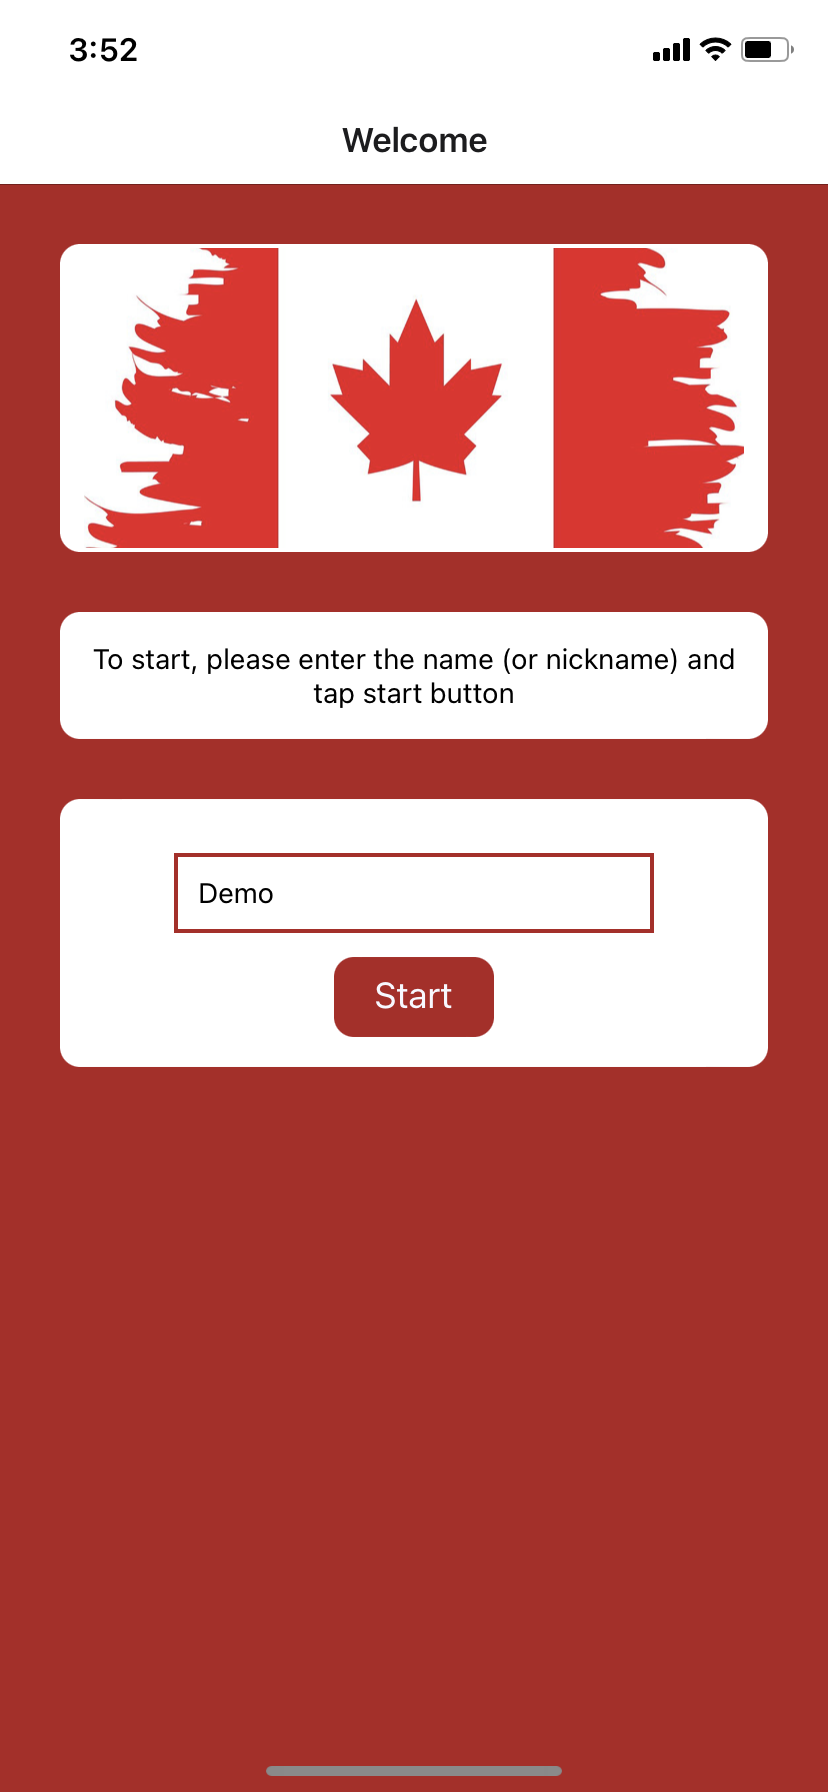 3:52
Welcome
To start, please enter the name (or nickname) and
tap start button
Demo
Start